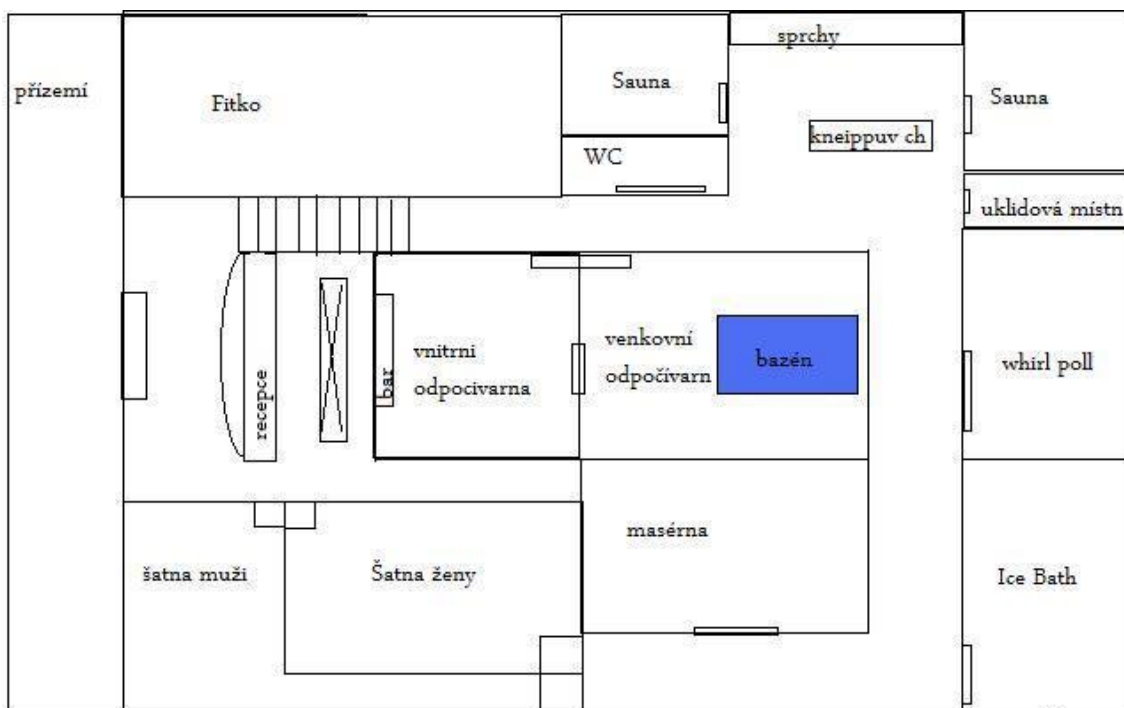 přízemí
Fitko
Sauna
sprchy
Sauna
WC
kneippuv ch
uklidová místn
recepce
bar
vnitrni
odpocivarna
venkovní
odpočívarn
bazén
whirl poll
šatna muži
Šatna ženy
masérna
Ice Bath